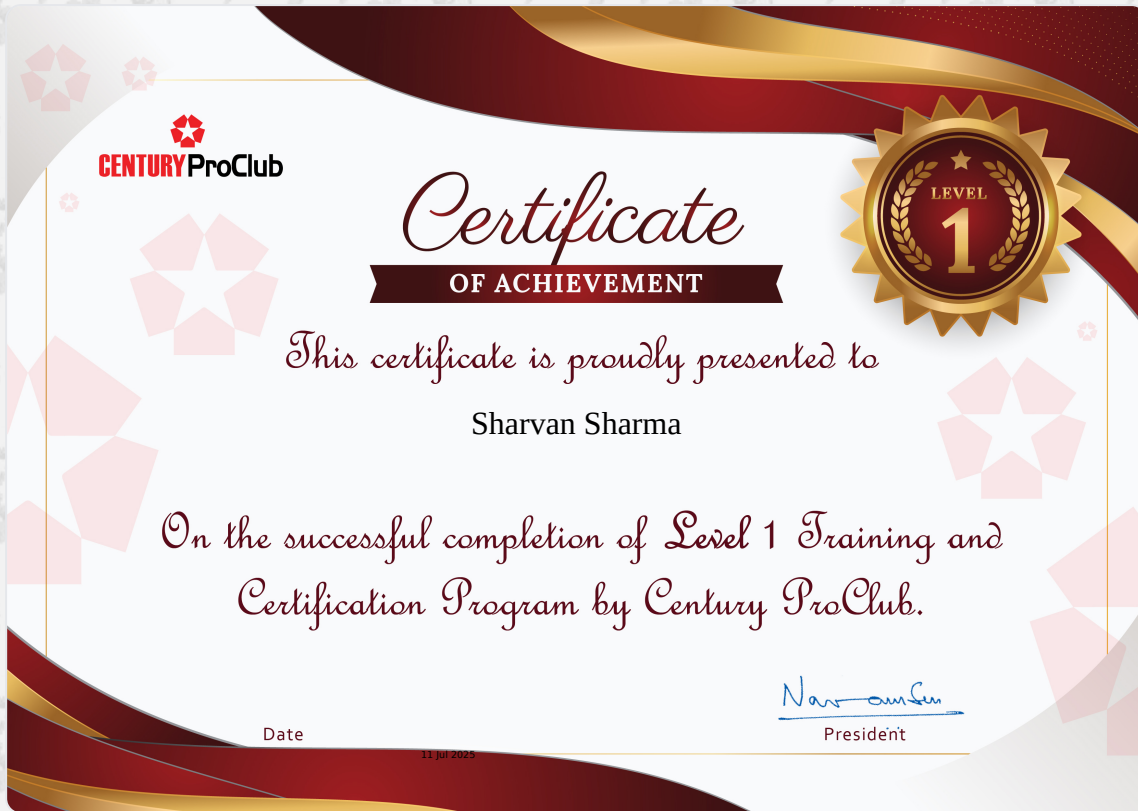 CENTURY ProClub
LEVEL
1
Certificate
OF ACHIEVEMENT
This certificate is proudly presented to
Sharvan Sharma
On the successful completion of Level 1 Training and
Certification Program by Century ProClub.
Date
President
11 Jul 2025